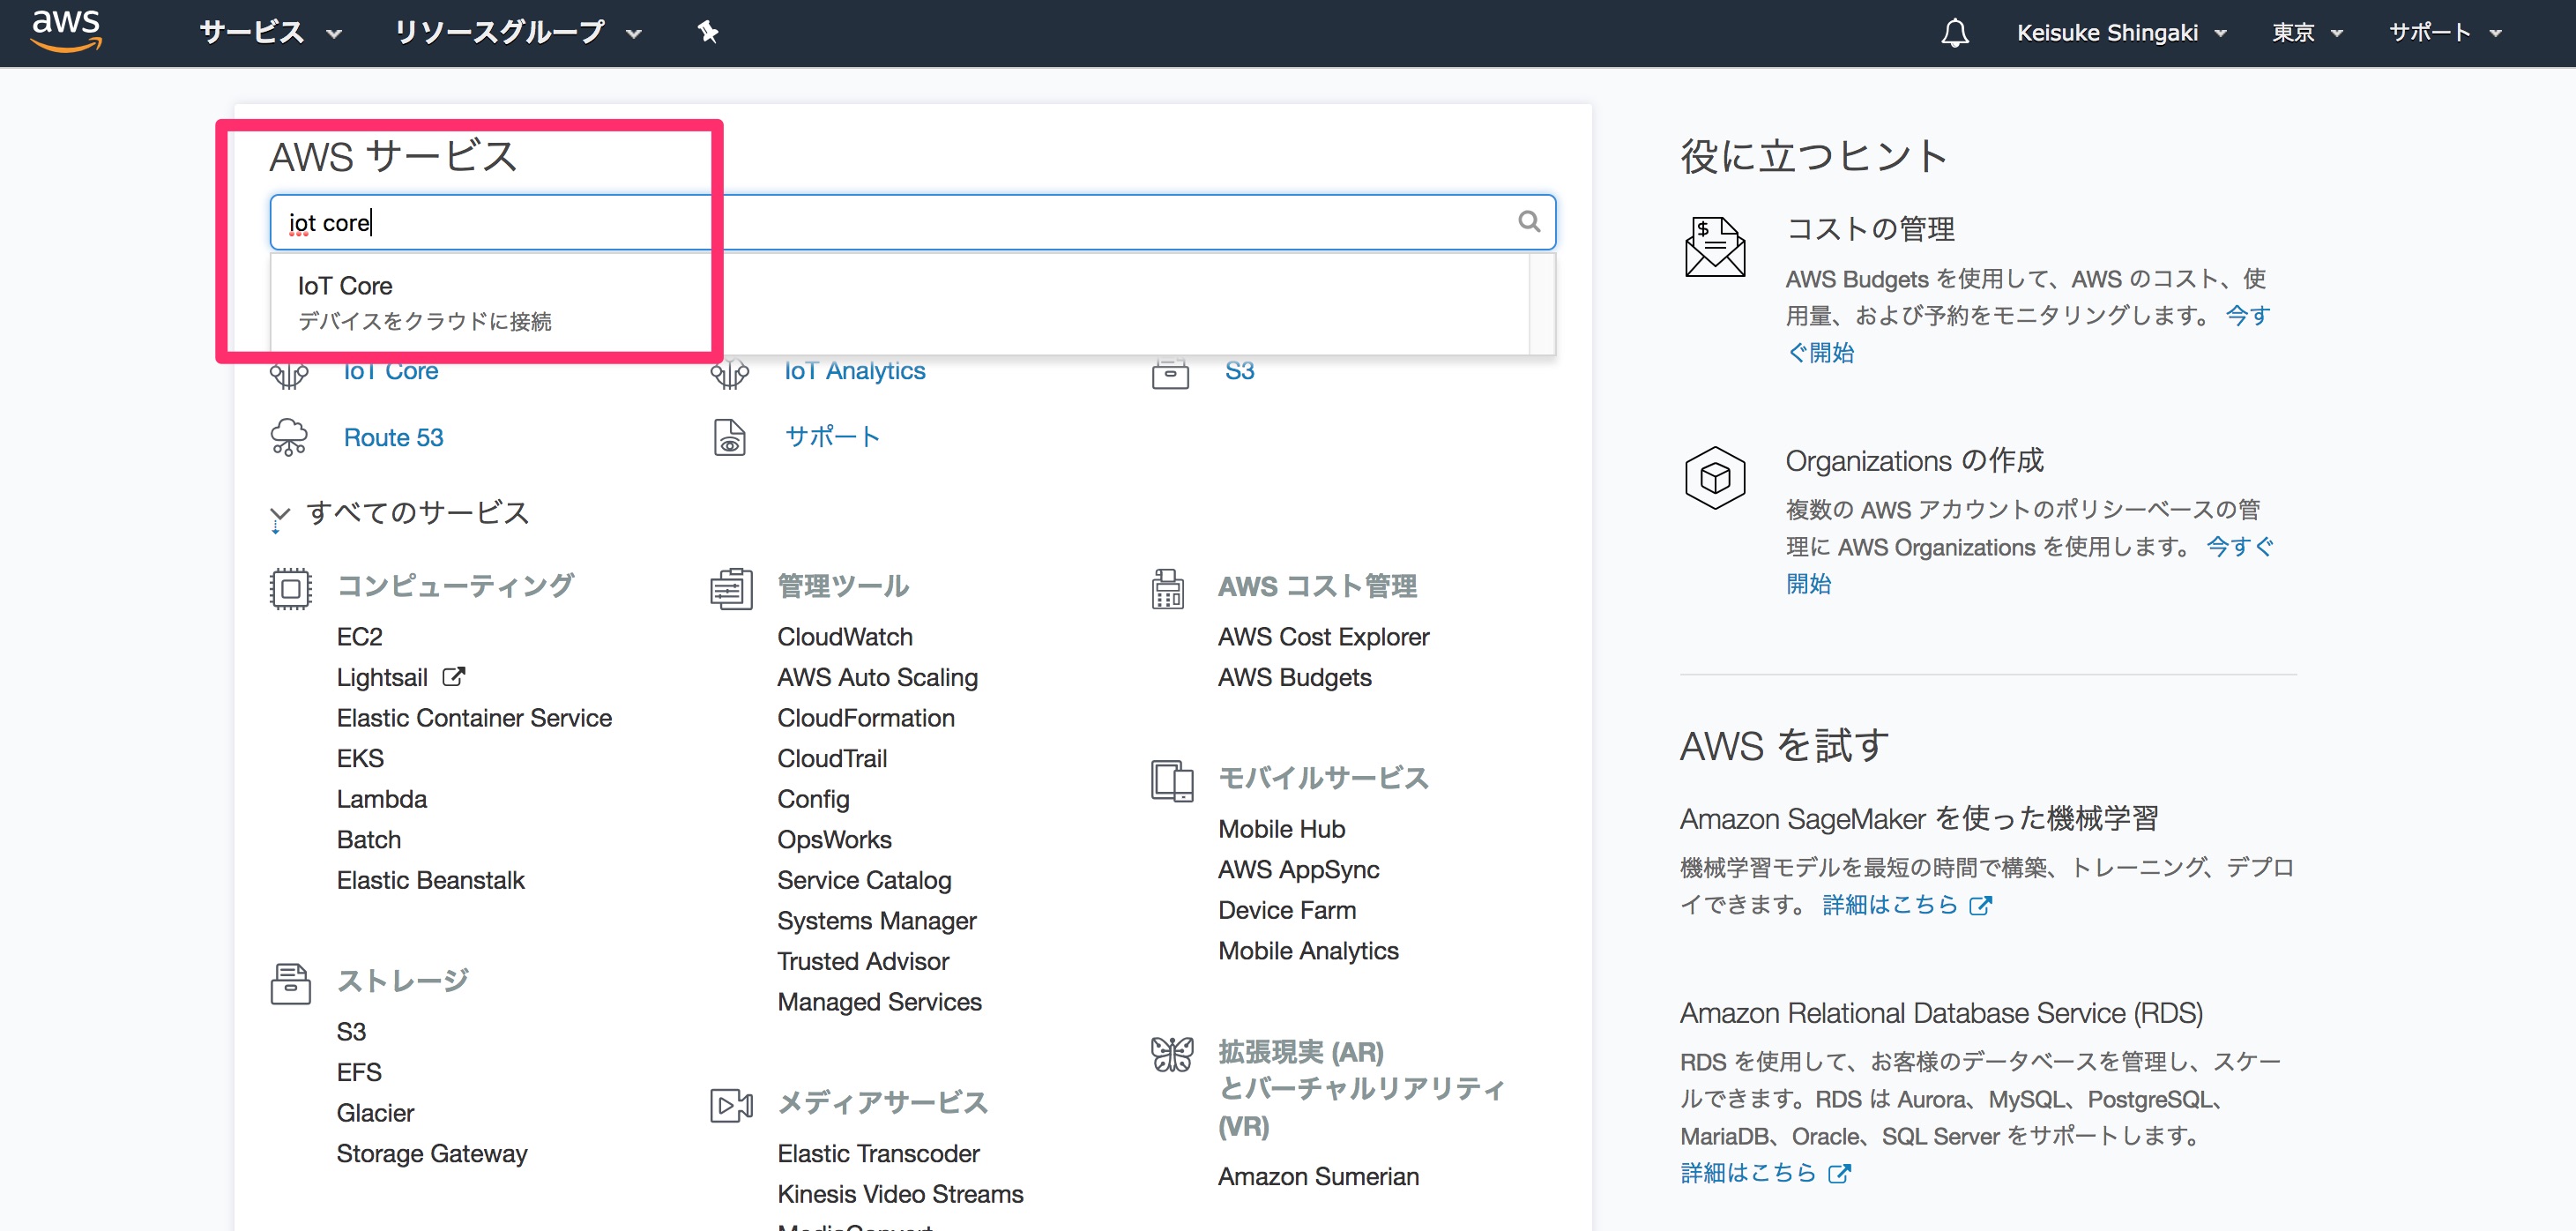 aws
サービス
リソースグループ
Keisuke Shingaki
東京
サポート
AWS サービス
iot core
IoT Core
デバイスをクラウドに接続
IoT Core
IoT Analytics
S3
Route 53
サポート
すべてのサービス
コンピューティング
EC2
Lightsail
Elastic Container Service
EKS
Lambda
Batch
Elastic Beanstalk
ストレージ
S3
EFS
Glacier
Storage Gateway
管理ツール
CloudWatch
AWS Auto Scaling
CloudFormation
CloudTrail
Config
OpsWorks
Service Catalog
Systems Manager
Trusted Advisor
Managed Services
メディアサービス
Elastic Transcoder
Kinesis Video Streams
MediaConvert
AWS コスト管理
AWS Cost Explorer
AWS Budgets
モバイルサービス
Mobile Hub
AWS AppSync
Device Farm
Mobile Analytics
拡張現実 (AR)
とバーチャルリアリティ
(VR)
Amazon Sumerian
役に立つヒント
コストの管理
AWS Budgets を使用して、AWS のコスト、使
用量、および予約をモニタリングします。 今す
ぐ開始
Organizations の作成
複数の AWS アカウントのポリシーベースの管
理に AWS Organizations を使用します。 今すぐ
開始
AWS を試す
Amazon SageMaker を使った機械学習
機械学習モデルを最短の時間で構築、トレーニング、デプロ
イできます。 詳細はこちら
Amazon Relational Database Service (RDS)
RDS を使用して、お客様のデータベースを管理し、スケー
ルできます。RDS は Aurora、MySQL、PostgreSQL、
MariaDB、Oracle、SQL Server をサポートします。
詳細はこちら